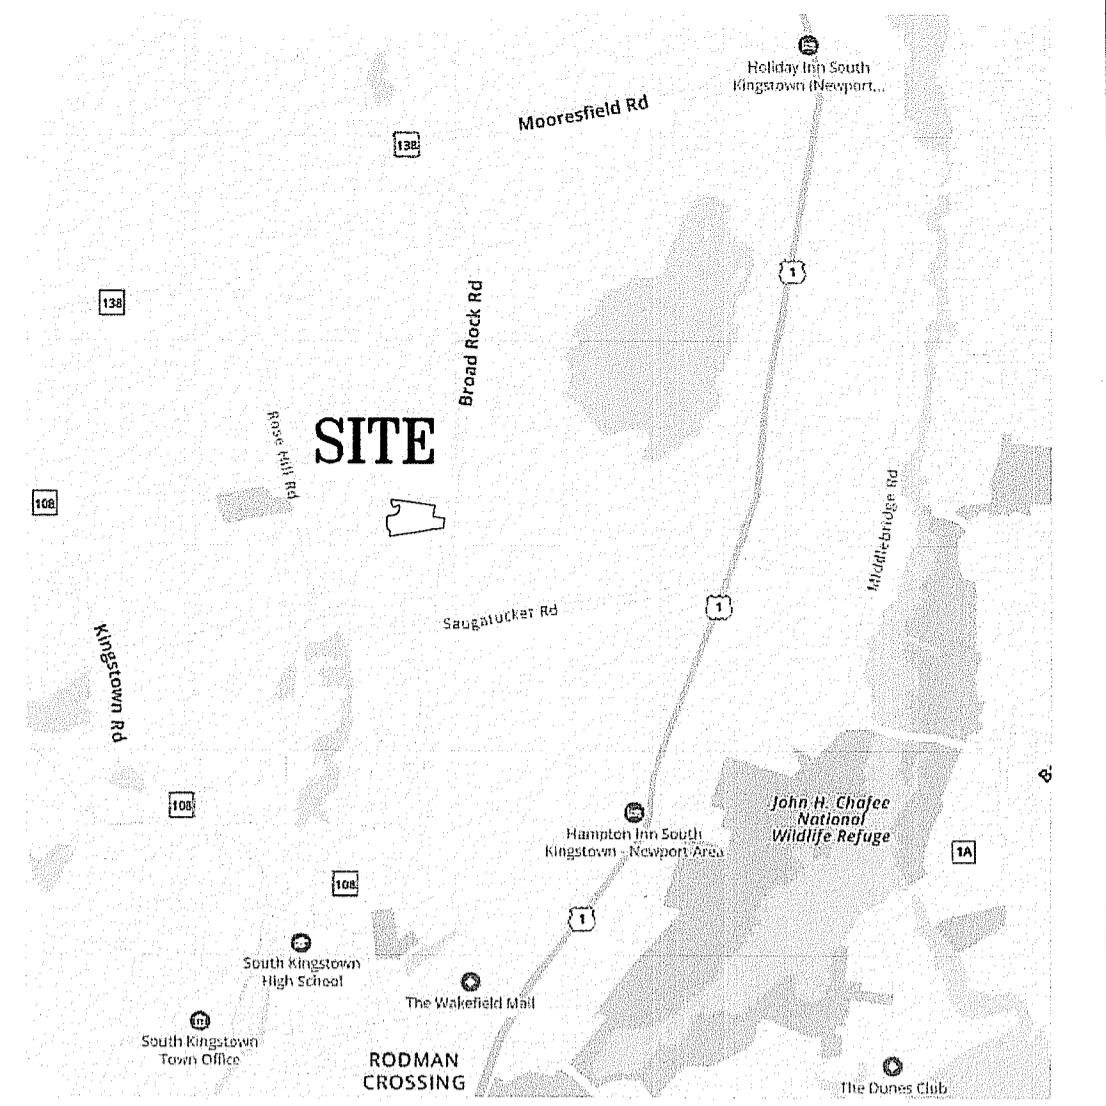 Holiday Inn South
Kingstown (Newport...
Mooresfield Rd
138
1
138
Broad Rock Rd
Rose Hill Rd
SITE
108
Middlebridge Rd
1
Saugatucket Rd
Kingstown Rd
108
John H. Chafee
National
Wildlife Refuge
Hampton Inn South
Kingstown - Newport Area
1A
108
1
South Kingstown
High School
The Wakefield Mall
South Kingstown
Town Office
RODMAN
CROSSING
The Dunes Club